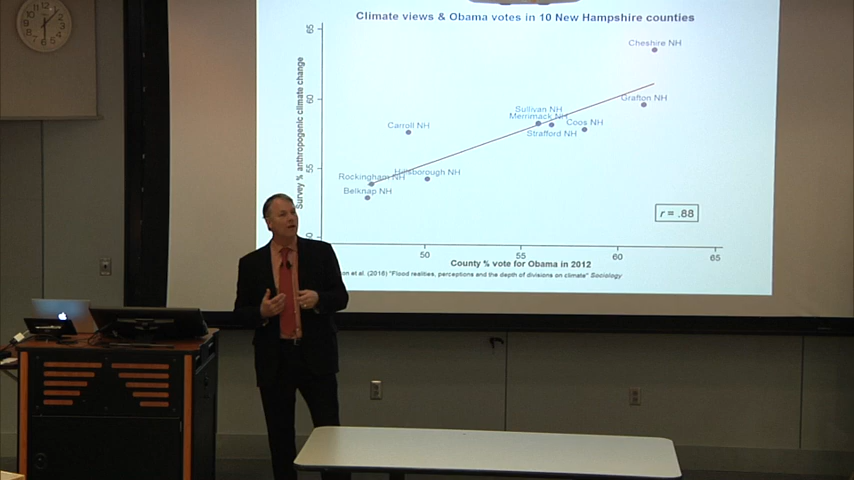 Climate views & Obama votes in 10 New Hampshire counties
65
60
55
Survey % anthropogenic climate change
Cheshire NH
Grafton NH
Sullivan NH
Merrimack NH
Coos NH
Strafford NH
Carroll NH
Rockingham NH
Hillsborough NH
Belknap NH
r = .88
50
55
60
65
County % vote for Obama in 2012
et al. (2016) "Flood realities, perceptions and the depth of divisions on climate" Sociology